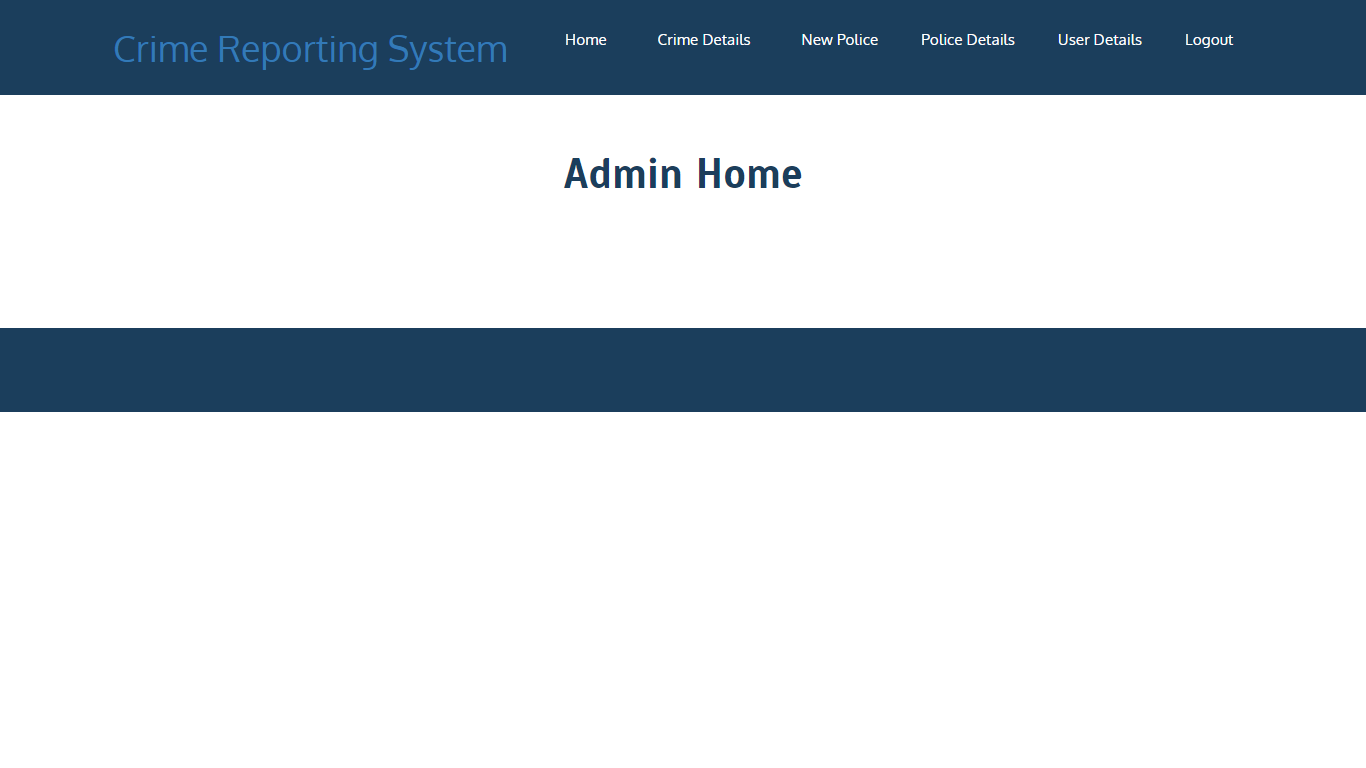 Crime Reporting System
Home Crime Details New Police Police Details User Details Logout
Admin Home